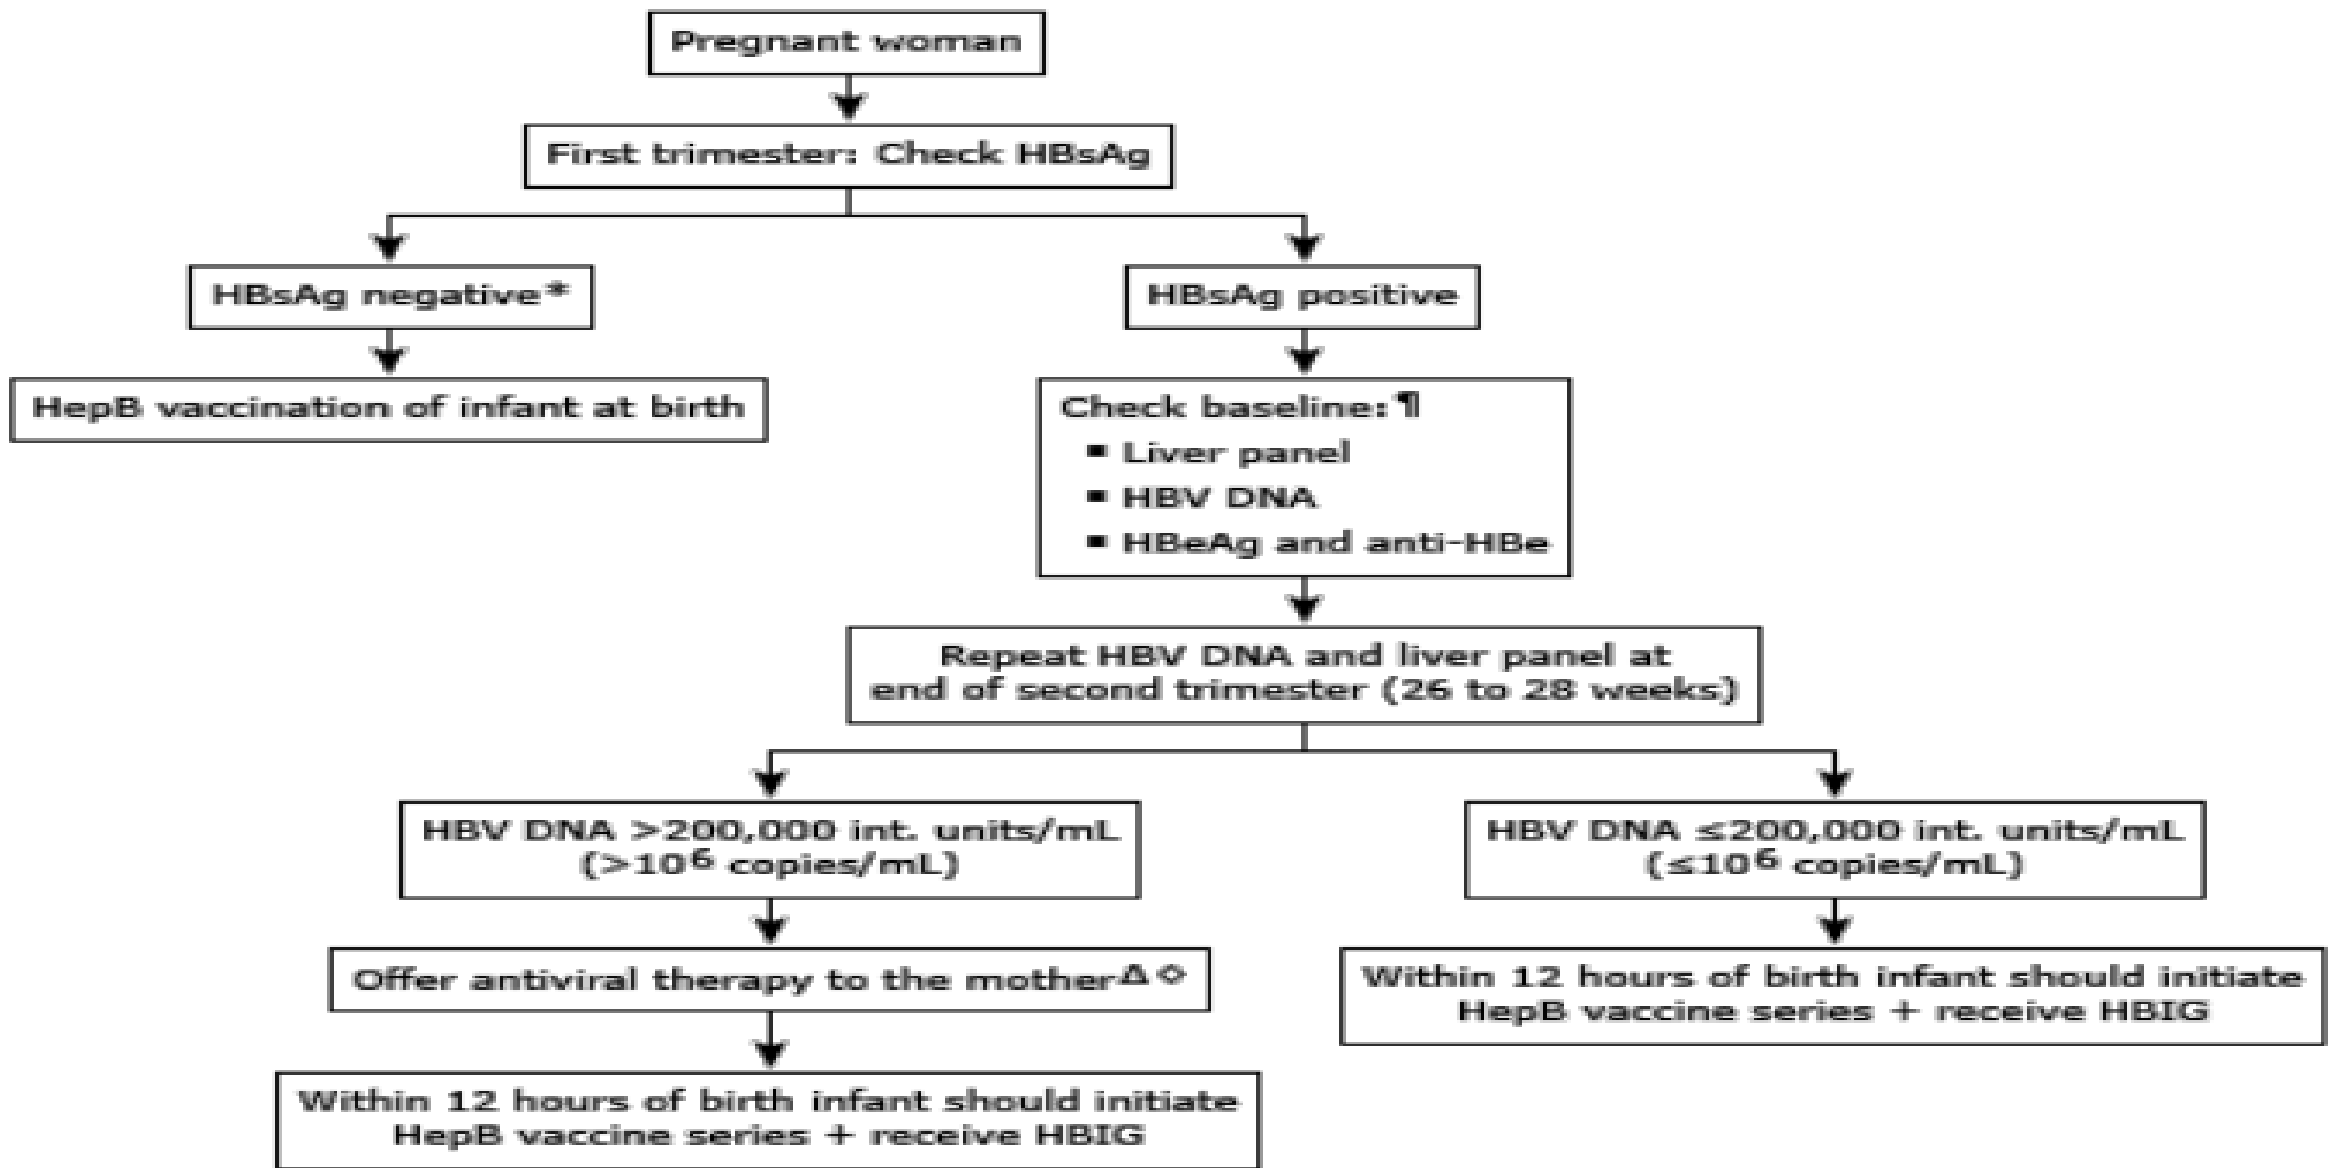 Pregnant woman
First trimester: Check HBsAg
HBsAg negative*
HBsAg positive
HepB vaccination of infant at birth
Check baseline:¶
▪ Liver panel
▪ HBV DNA
▪ HBeAg and anti-HBe
Repeat HBV DNA and liver panel at
end of second trimester (26 to 28 weeks)
HBV DNA >200,000 int. units/mL
(>10⁶ copies/mL)
HBV DNA ≤200,000 int. units/mL
(≤10⁶ copies/mL)
Offer antiviral therapy to the motherΔ◇
Within 12 hours of birth infant should initiate
HepB vaccine series + receive HBIG
Within 12 hours of birth infant should initiate
HepB vaccine series + receive HBIG